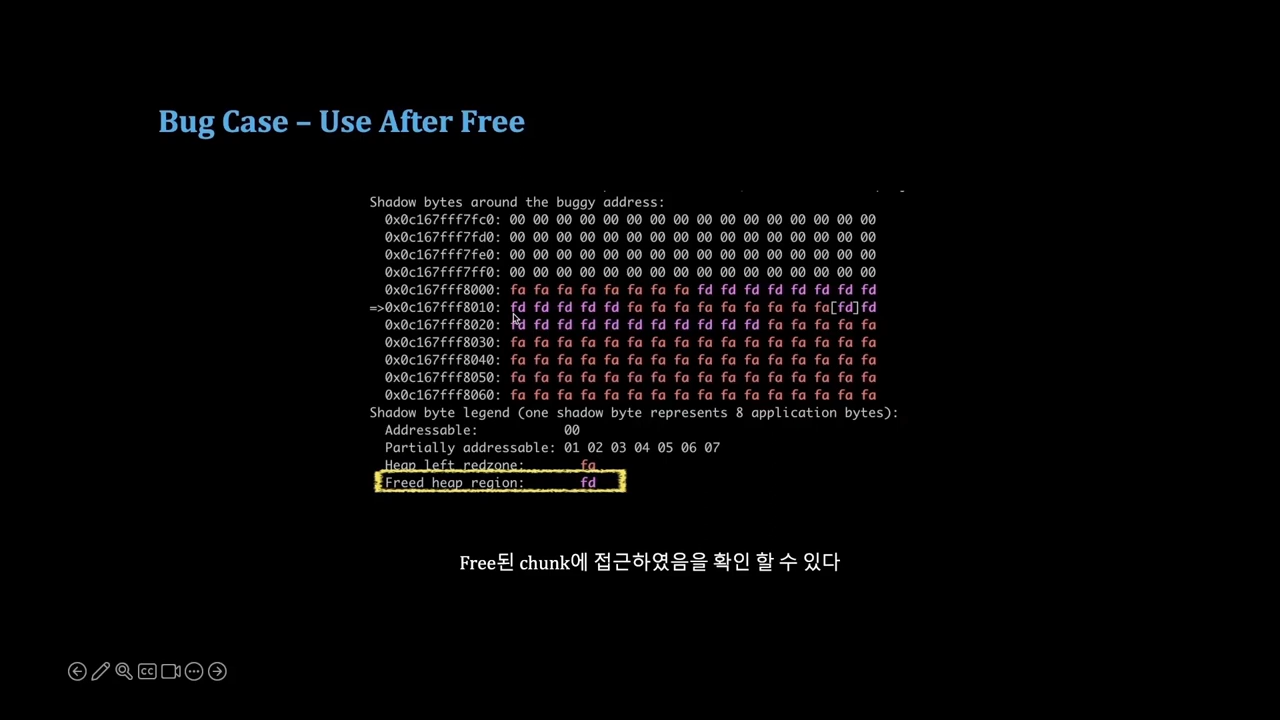 Bug Case – Use After Free
Shadow bytes around the buggy address:
0x0c167fff7fc0: 00 00 00 00 00 00 00 00 00 00 00 00 00 00 00 00
0x0c167fff7fd0: 00 00 00 00 00 00 00 00 00 00 00 00 00 00 00 00
0x0c167fff7fe0: 00 00 00 00 00 00 00 00 00 00 00 00 00 00 00 00
0x0c167fff7ff0: 00 00 00 00 00 00 00 00 00 00 00 00 00 00 00 00
0x0c167fff8000: fa fa fa fa fa fa fa fa fd fd fd fd fd fd fd fd
=>0x0c167fff8010: fd fd fd fd fd fa fa fa fa fa fa fa fa fa[fd]fd
0x0c167fff8020: fd fd fd fd fd fd fd fd fd fd fd fa fa fa fa fa
0x0c167fff8030: fa fa fa fa fa fa fa fa fa fa fa fa fa fa fa fa
0x0c167fff8040: fa fa fa fa fa fa fa fa fa fa fa fa fa fa fa fa
0x0c167fff8050: fa fa fa fa fa fa fa fa fa fa fa fa fa fa fa fa
0x0c167fff8060: fa fa fa fa fa fa fa fa fa fa fa fa fa fa fa fa
Shadow byte legend (one shadow byte represents 8 application bytes):
Addressable: 00
Partially addressable: 01 02 03 04 05 06 07
Heap left redzone: fa
Freed heap region: fd
Free된 chunk에 접근하였음을 확인 할 수 있다
CC